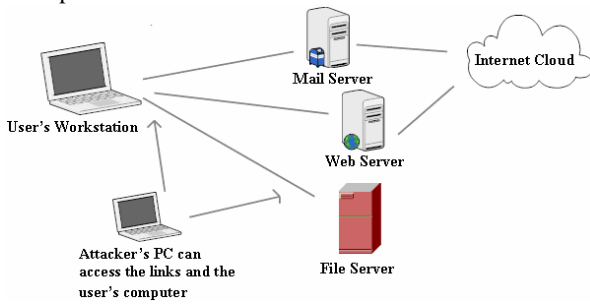 Mail Server
Internet Cloud
User's Workstation
Web Server
Attacker's PC can
access the links and the
user's computer
File Server